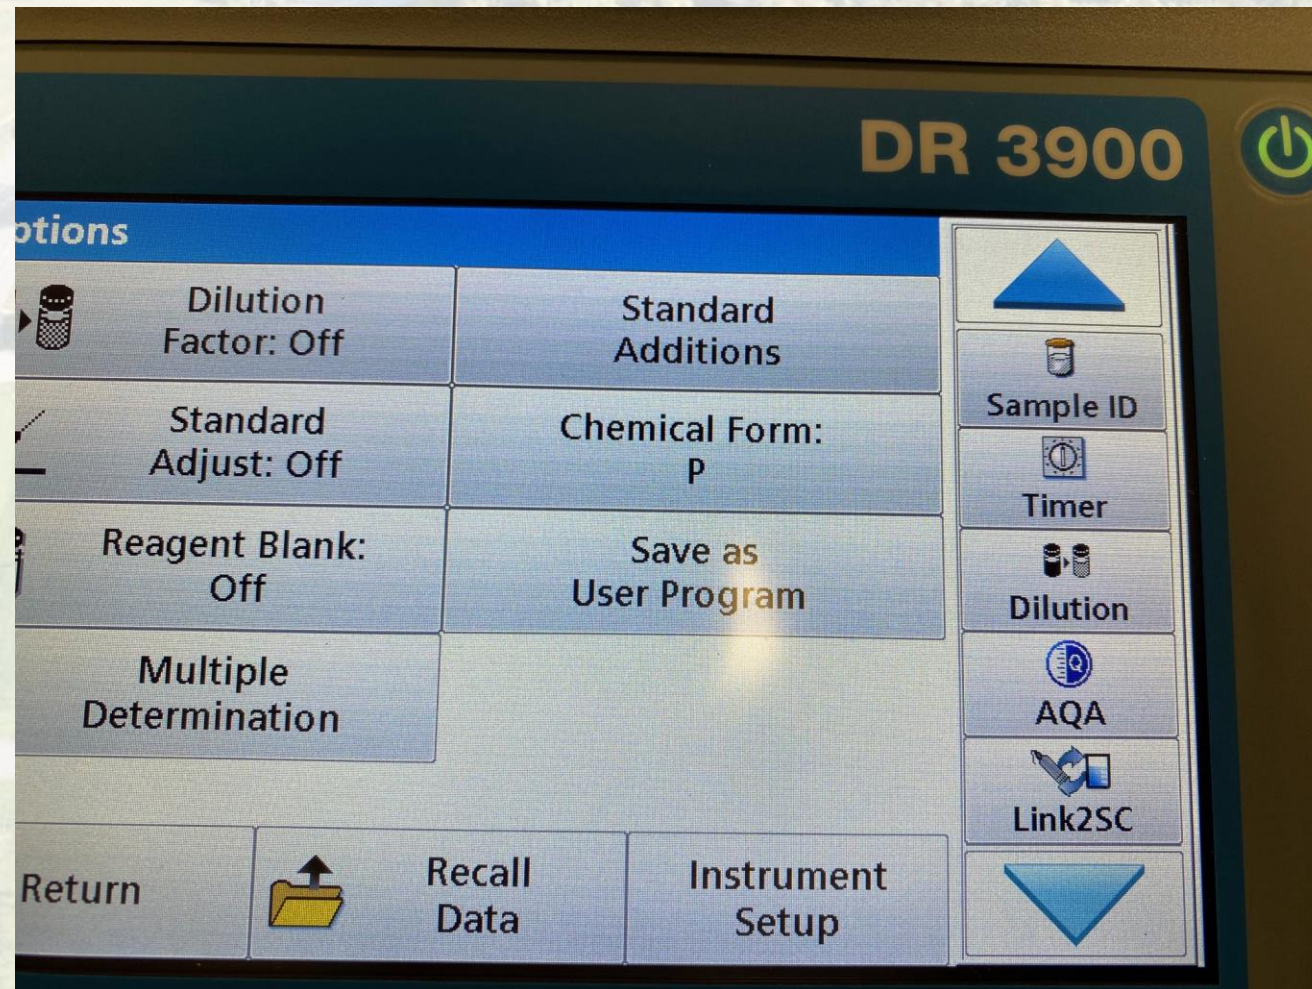 DR 3900
ptions
Dilution
Factor: Off
Standard
Additions
Standard
Adjust: Off
Chemical Form:
P
Reagent Blank:
Off
Save as
User Program
Multiple
Determination
Return
Recall
Data
Instrument
Setup
Sample ID
Timer
Dilution
AQA
Link2SC